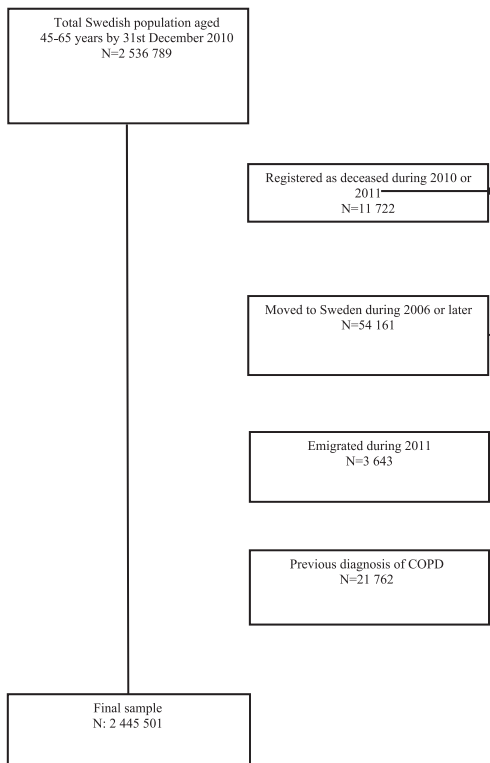 Total Swedish population aged
45-65 years by 31st December 2010
N=2 536 789
Registered as deceased during 2010 or
2011
N=11 722
Moved to Sweden during 2006 or later
N=54 161
Emigrated during 2011
N=3 643
Previous diagnosis of COPD
N=21 762
Final sample
N: 2 445 501